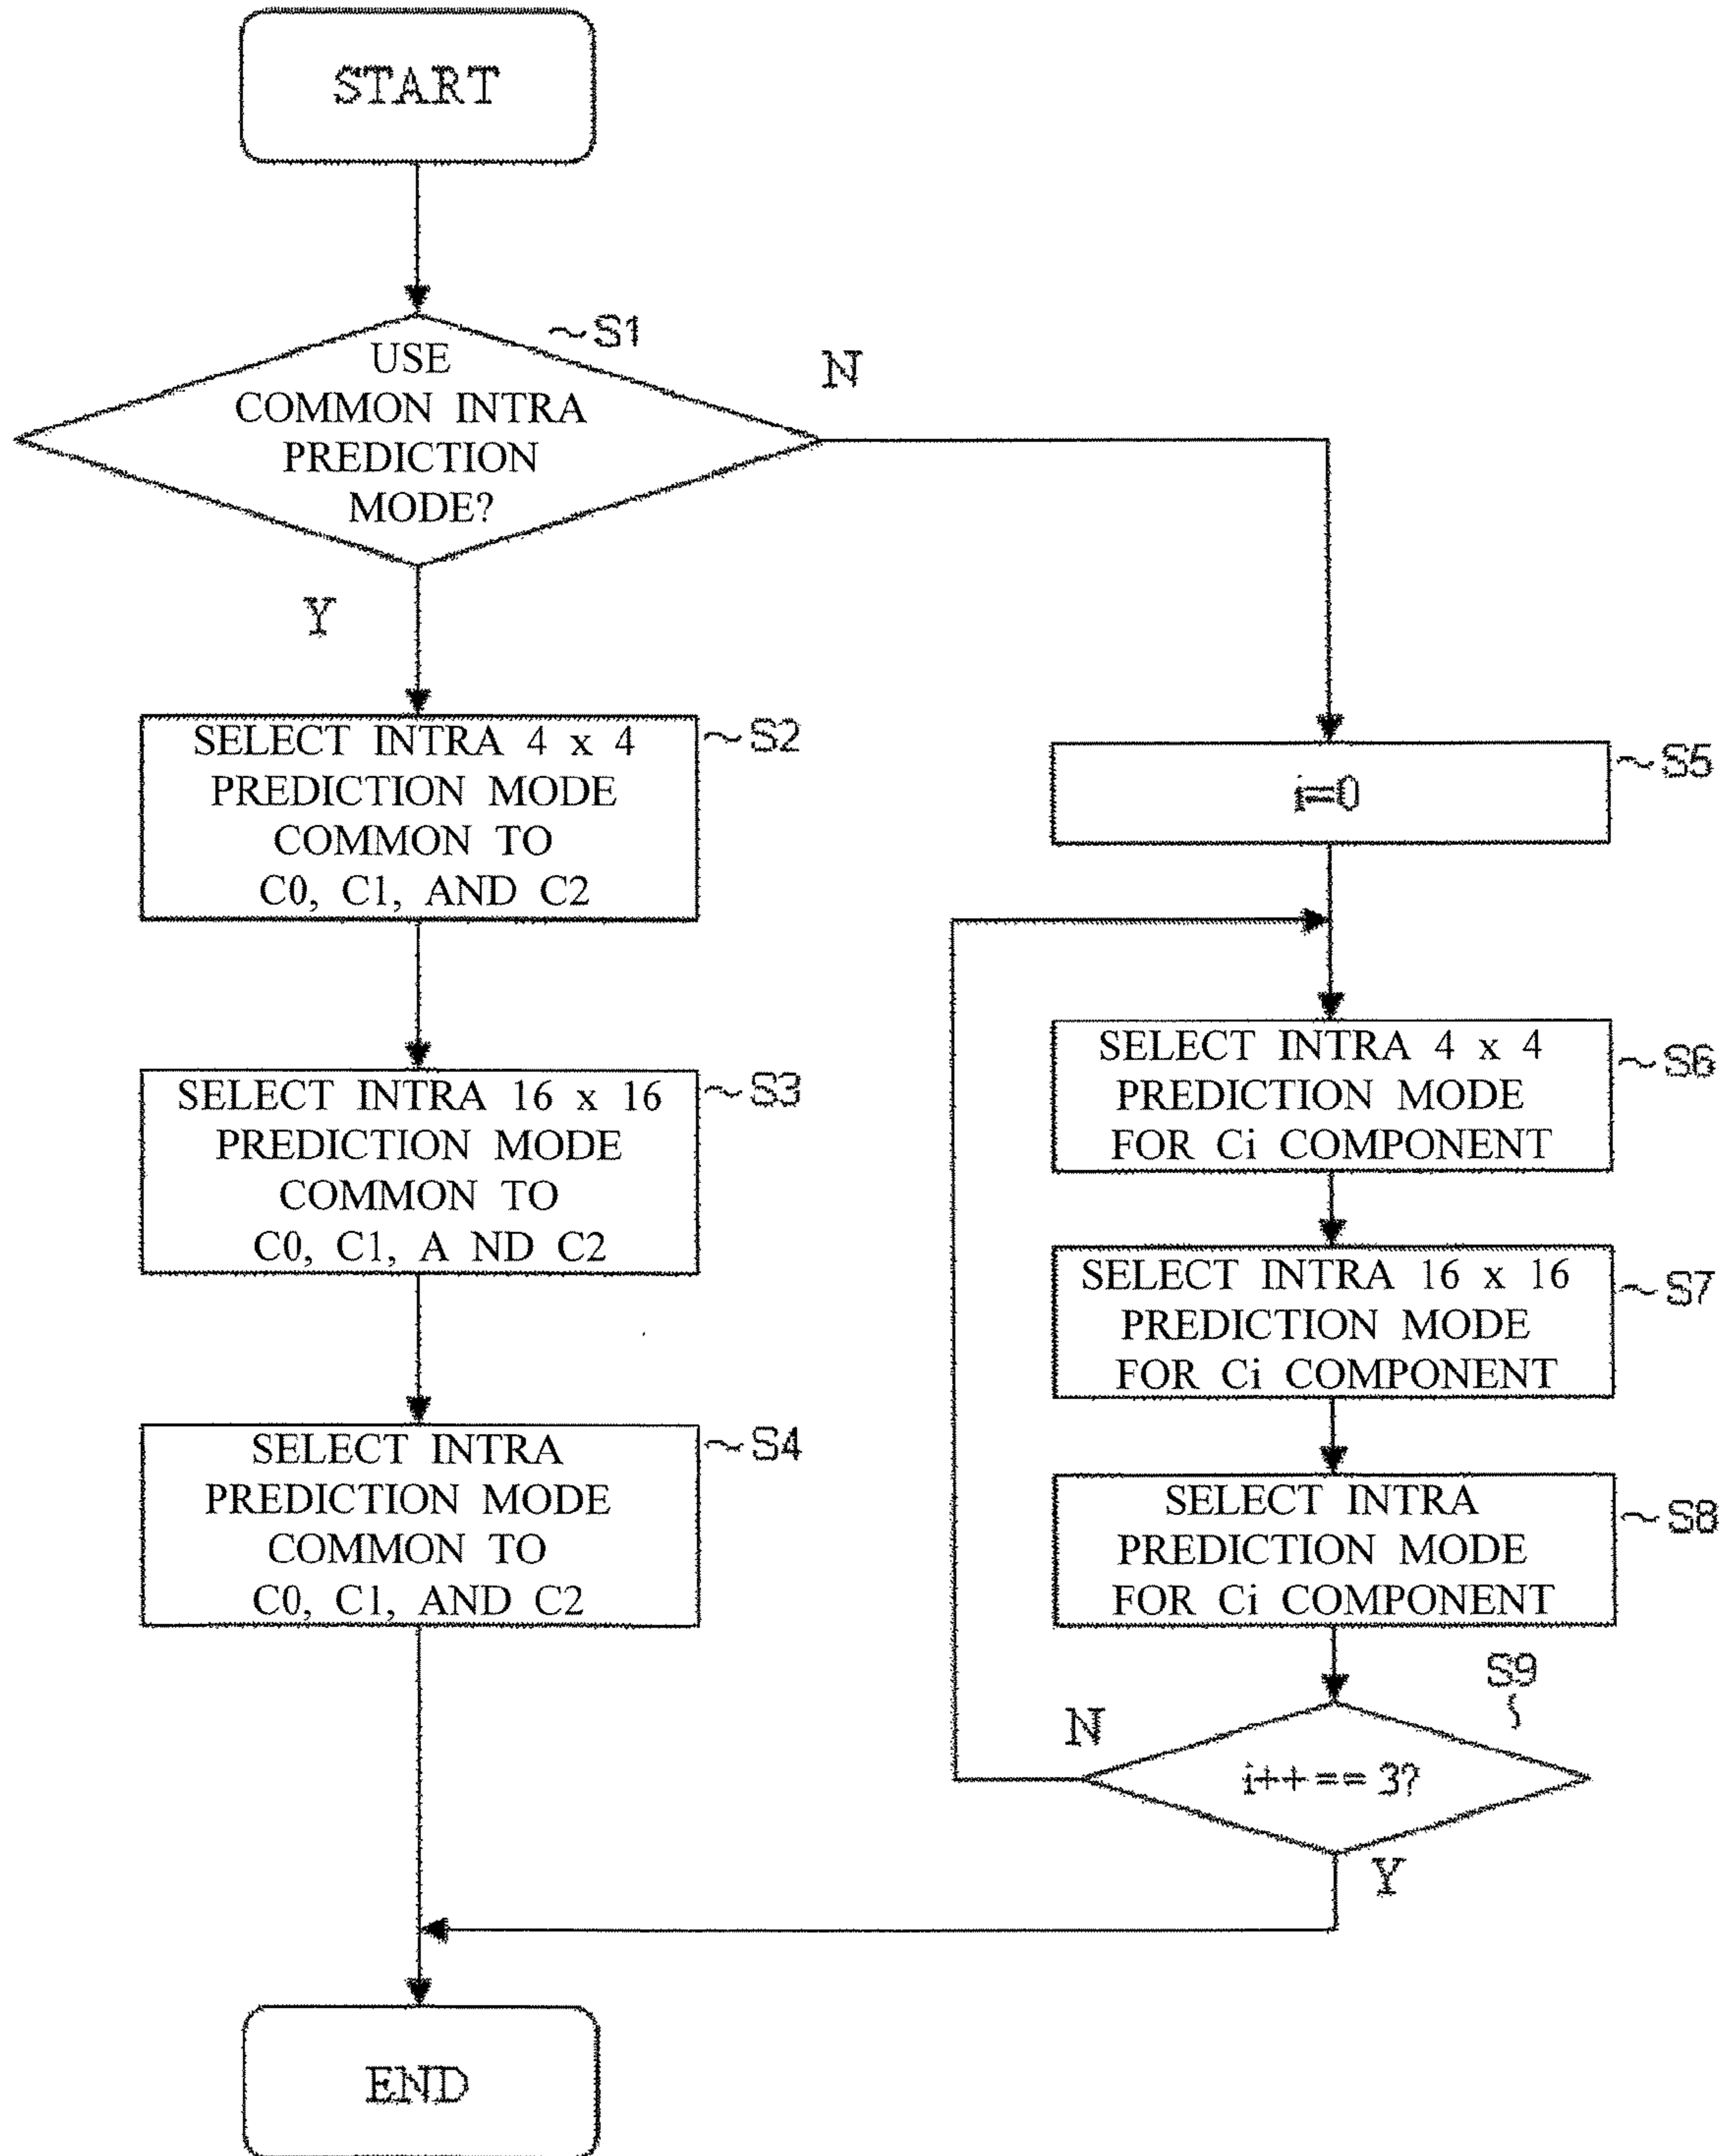 START
~S1
USE
COMMON INTRA
PREDICTION
MODE?
N
Y
SELECT INTRA 4 x 4
PREDICTION MODE
COMMON TO
C0, C1, AND C2
~S2
SELECT INTRA 16 x 16
PREDICTION MODE
COMMON TO
C0, C1, A ND C2
~S3
SELECT INTRA
PREDICTION MODE
COMMON TO
C0, C1, AND C2
~S4
i=0
~S5
SELECT INTRA 4 x 4
PREDICTION MODE
FOR Ci COMPONENT
~S6
SELECT INTRA 16 x 16
PREDICTION MODE
FOR Ci COMPONENT
~S7
SELECT INTRA
PREDICTION MODE
FOR Ci COMPONENT
~S8
S9
N
i++ == 3?
Y
END